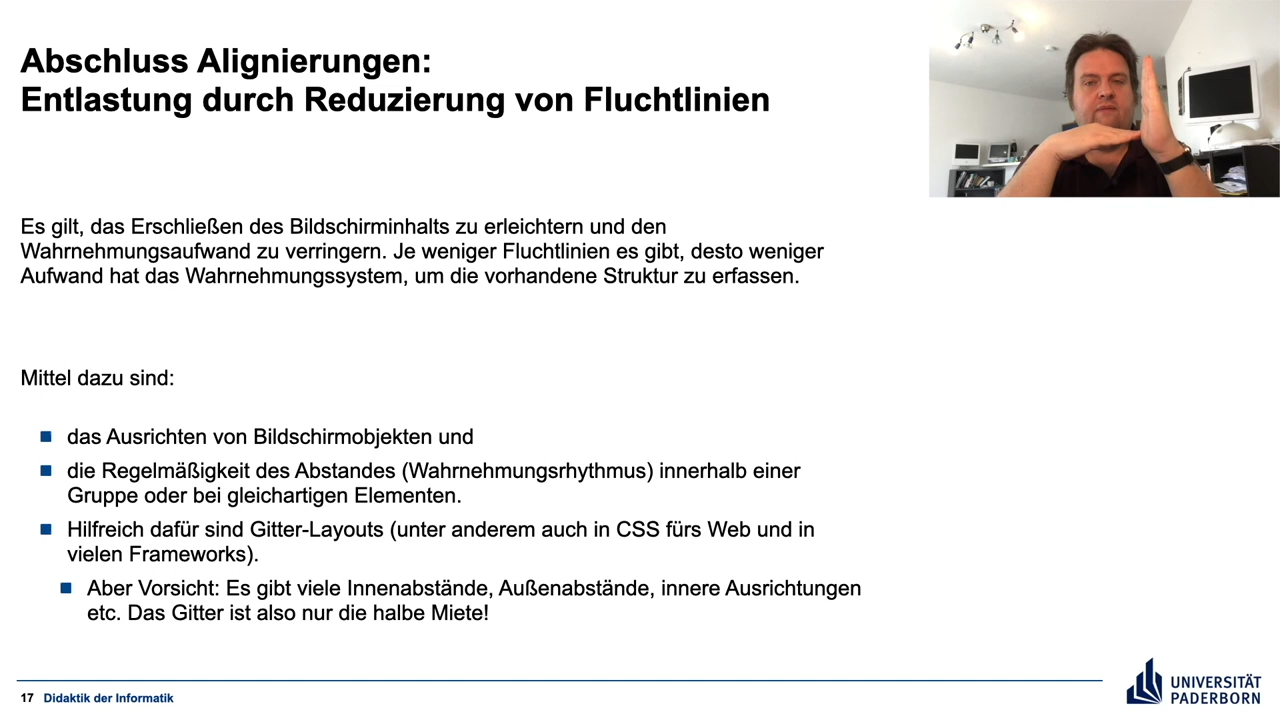 Abschluss Alignierungen:
Entlastung durch Reduzierung von Fluchtlinien
Es gilt, das Erschließen des Bildschirminhalts zu erleichtern und den
Wahrnehmungsaufwand zu verringern. Je weniger Fluchtlinien es gibt, desto weniger
Aufwand hat das Wahrnehmungssystem, um die vorhandene Struktur zu erfassen.
Mittel dazu sind:
das Ausrichten von Bildschirmobjekten und
die Regelmäßigkeit des Abstandes (Wahrnehmungsrhythmus) innerhalb einer
Gruppe oder bei gleichartigen Elementen.
Hilfreich dafür sind Gitter-Layouts (unter anderem auch in CSS fürs Web und in
vielen Frameworks).
Aber Vorsicht: Es gibt viele Innenabstände, Außenabstände, innere Ausrichtungen
etc. Das Gitter ist also nur die halbe Miete!
17 Didaktik der Informatik
UNIVERSITÄT
PADERBORN